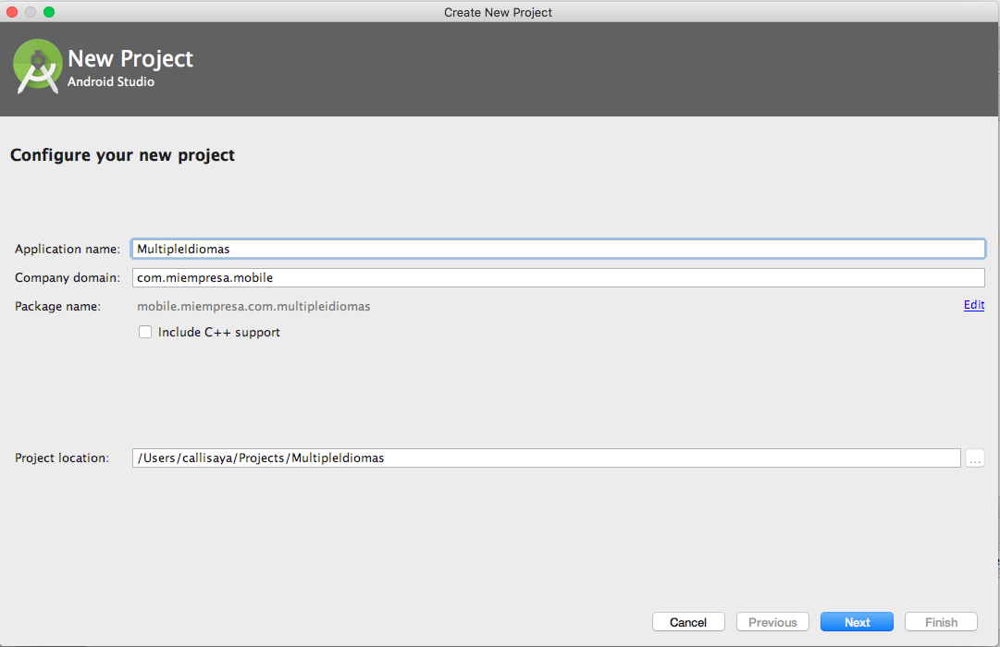 Create New Project
New Project
Android Studio
Configure your new project
Application name: MultipleIdiomas
Company domain: com.miempresa.mobile
Package name: mobile.miempresa.com.multipleidiomas Edit
Include C++ support
Project location: /Users/callisaya/Projects/MultipleIdiomas ...
Cancel Previous Next Finish